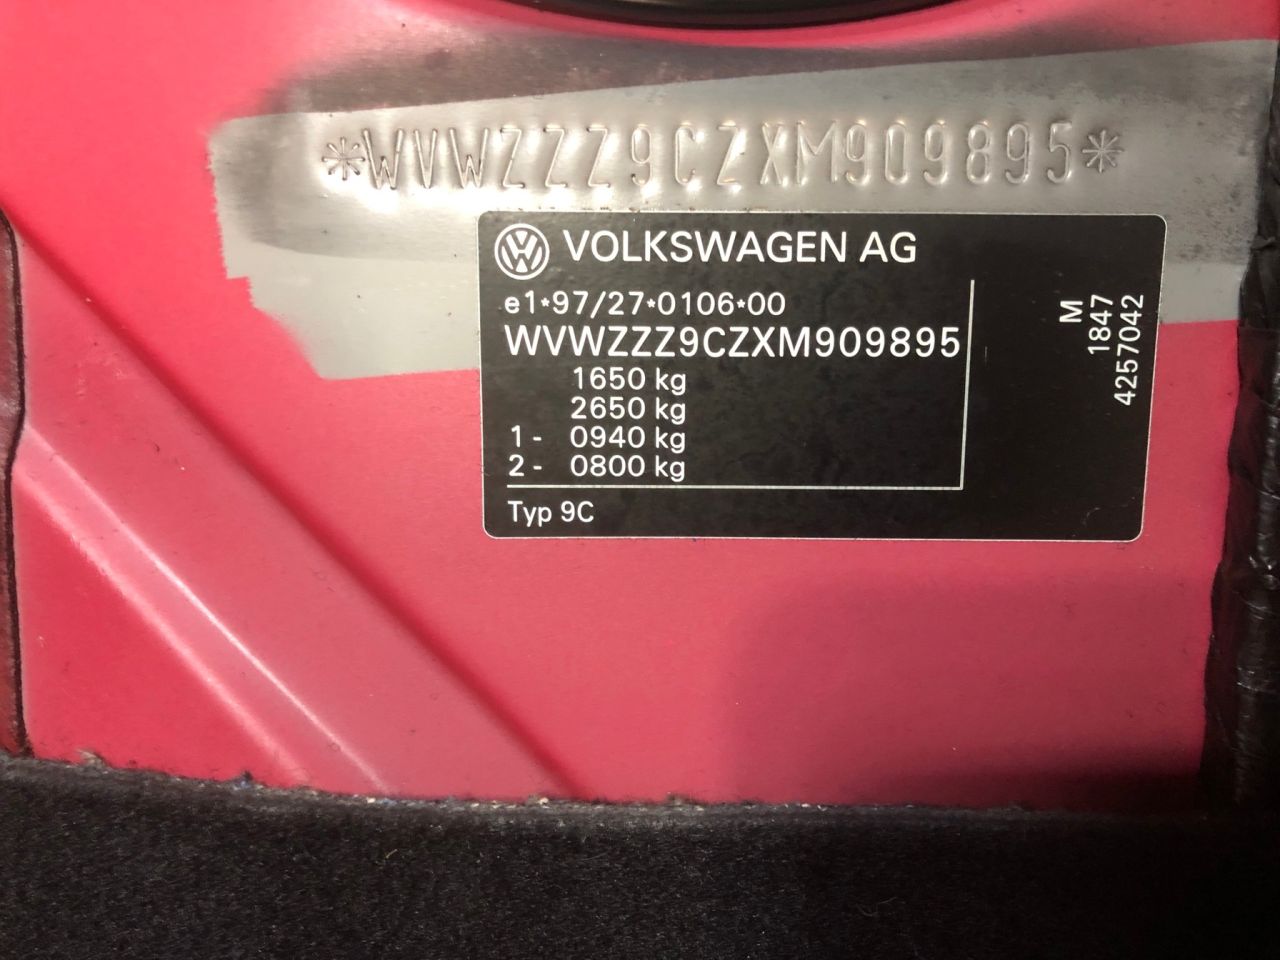 *WVWZZZ9CZXM909895*
VOLKSWAGEN AG
e1*97/27*0106*00
WVWZZZ9CZXM909895
1650 kg
2650 kg
1- 0940 kg
2- 0800 kg
Typ 9C
M
1847
4257042